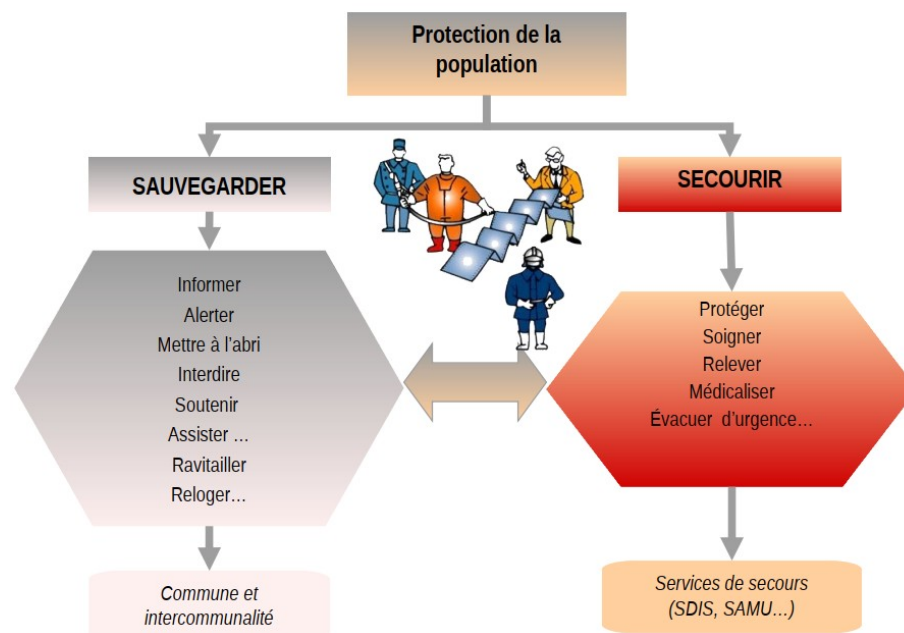 Protection de la
population
SAUVEGARDER
SECOURIR
Informer
Alerter
Mettre à l'abri
Interdire
Soutenir
Assister …
Ravitailler
Reloger…
Protéger
Soigner
Relever
Médicaliser
Évacuer d'urgence…
Commune et
intercommunalité
Services de secours
(SDIS, SAMU…)